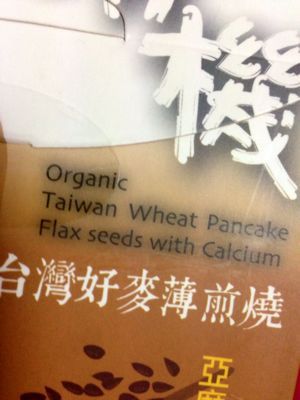 機
Organic
Taiwan Wheat Pancake
Flax seeds with Calcium
台灣好麥薄煎燒
亞